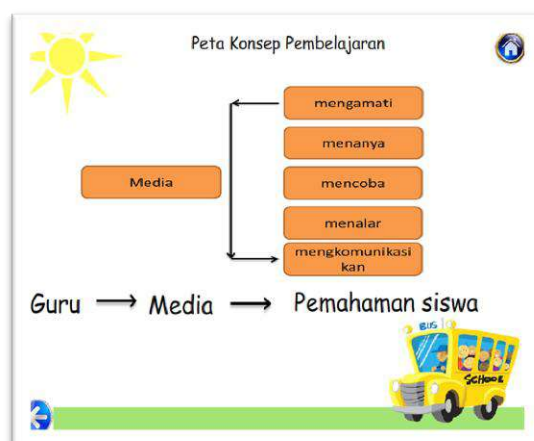 Peta Konsep Pembelajaran
mengamati
menanya
Media
mencoba
menalar
mengkomunikasi
kan
Guru → Media → Pemahaman siswa
BUS
SCHOOL